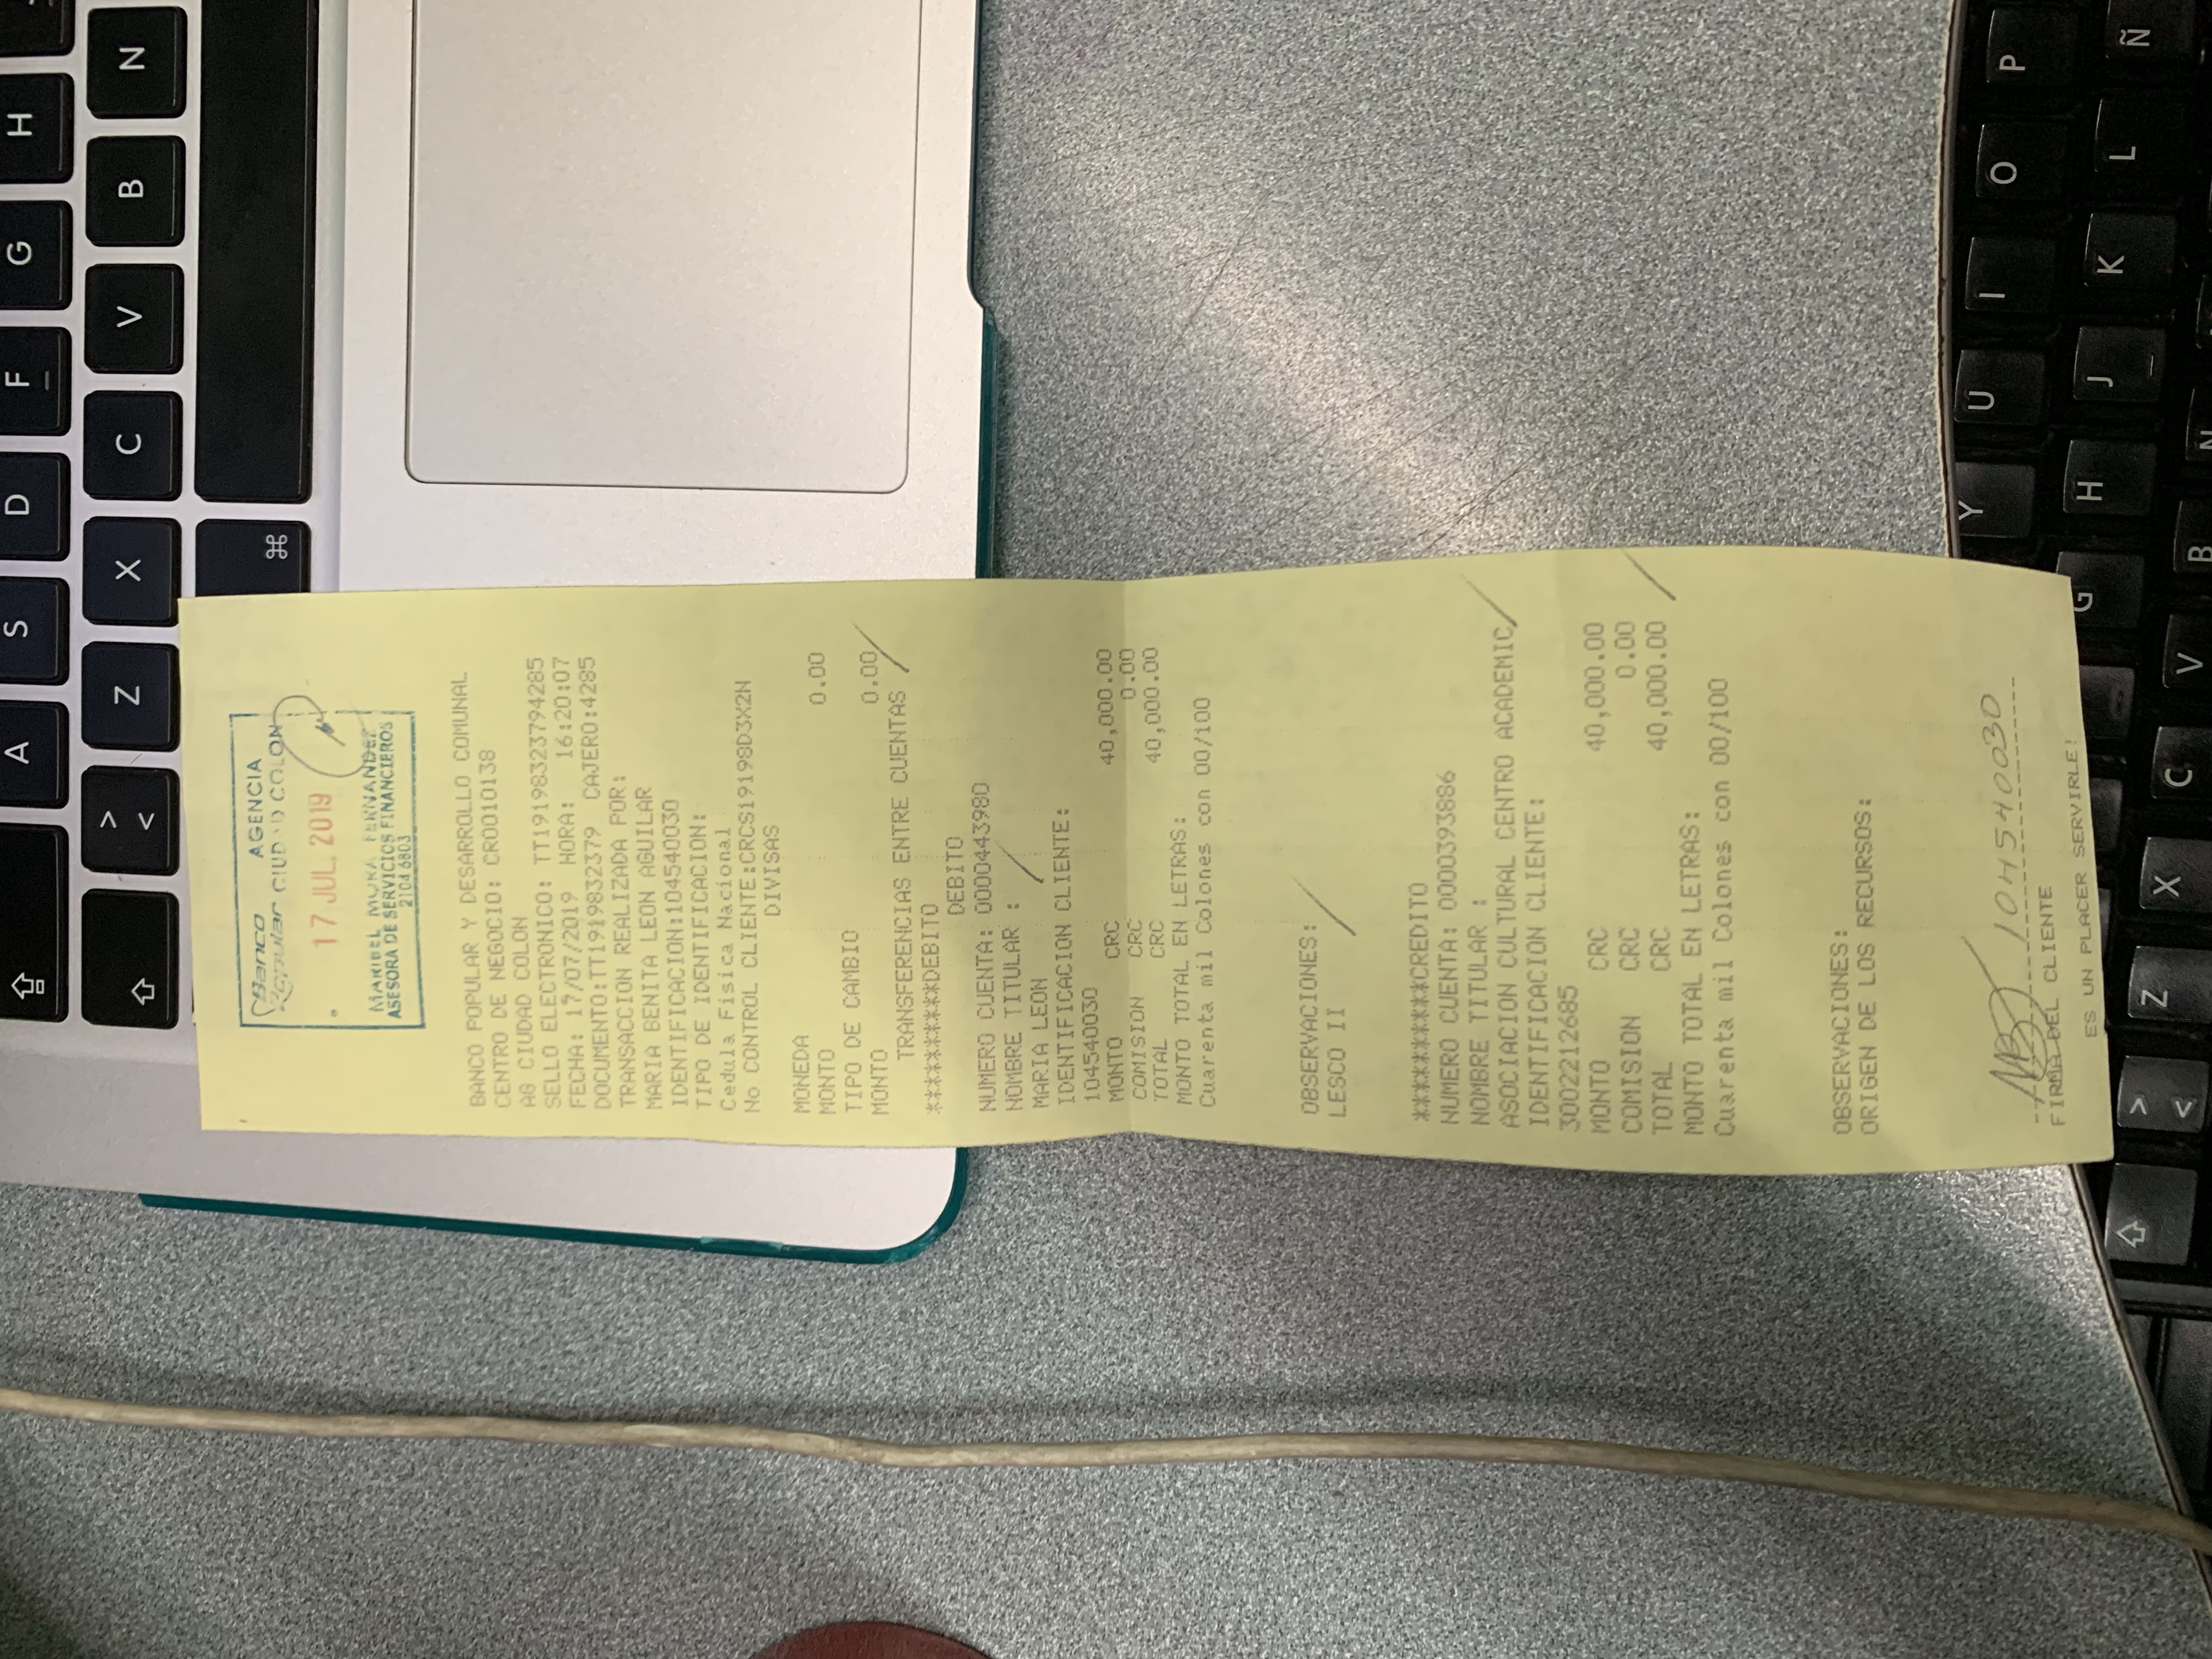 Banco AGENCIA
Popular CIUDAD COLON
17 JUL. 2019
MARIBEL MORA FERNANDEZ
ASESORA DE SERVICIOS FINANCIEROS
2104 6803
BANCO POPULAR Y DESARROLLO COMUNAL
CENTRO DE NEGOCIO: CR0010138
AG CIUDAD COLON
SELLO ELECTRONICO: TT19198323794285
FECHA: 17/07/2019 HORA: 16:20:07
DOCUMENTO:TT1919832379 CAJERO:4285
TRANSACCION REALIZADA POR:
MARIA BENITA LEON AGUILAR
IDENTIFICACION:104540030
TIPO DE IDENTIFICACION:
Cedula Fisica Nacional
No CONTROL CLIENTE:CRCS19198D3X2N
DIVISAS
MONEDA
MONTO 0.00
TIPO DE CAMBIO
MONTO 0.00
TRANSFERENCIAS ENTRE CUENTAS
**********DEBITO
DEBITO
NUMERO CUENTA: 0000443980
NOMBRE TITULAR :
MARIA LEON
IDENTIFICACION CLIENTE:
104540030
MONTO CRC 40,000.00
COMISION CRC 0.00
TOTAL CRC 40,000.00
MONTO TOTAL EN LETRAS:
Cuarenta mil Colones con 00/100
OBSERVACIONES:
LESCO II
**********CREDITO
NUMERO CUENTA: 0000393886
NOMBRE TITULAR :
ASOCIACION CULTURAL CENTRO ACADEMIC
IDENTIFICACION CLIENTE:
3002212685
MONTO CRC 40,000.00
COMISION CRC 0.00
TOTAL CRC 40,000.00
MONTO TOTAL EN LETRAS:
Cuarenta mil Colones con 00/100
OBSERVACIONES:
ORIGEN DE LOS RECURSOS:
104540030
FIRMA DEL CLIENTE
ES UN PLACER SERVIRLE!
A S D F G H
> < Z X C V B N
⌘
Y U I O P
G H J K L Ñ
> < Z X C V B N